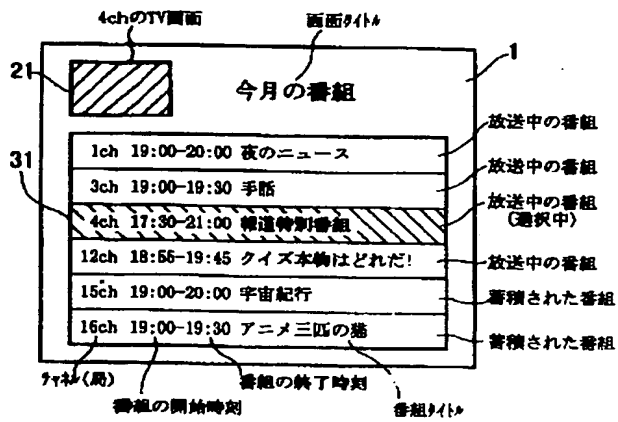 4chのTV画面
画面タイトル
21
1
今月の番組
31
1ch 19:00-20:00 夜のニュース
放送中の番組
3ch 19:00-19:30 手話
放送中の番組
4ch 17:30-21:00 報道特別番組
放送中の番組
(選択中)
12ch 18:55-19:45 クイズ本物はどれだ!
放送中の番組
15ch 19:00-20:00 宇宙紀行
蓄積された番組
16ch 19:00-19:30 アニメ三匹の猫
蓄積された番組
チャネル(局)
番組の開始時刻
番組の終了時刻
番組タイトル